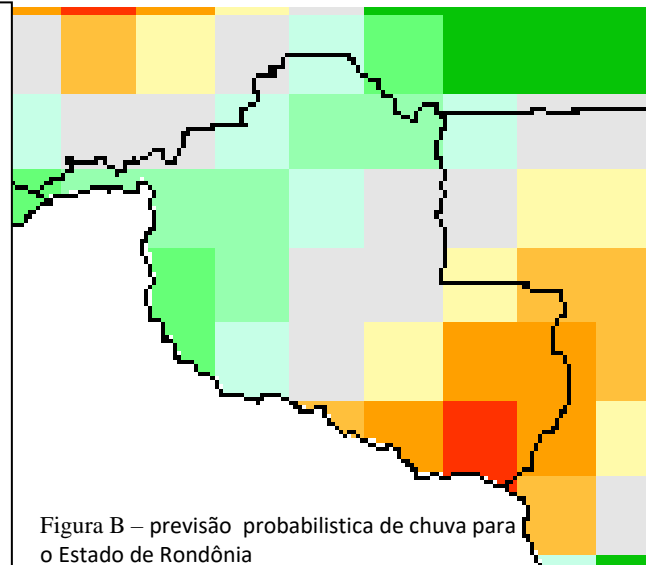 Figura B – previsão probabilistica de chuva para
o Estado de Rondônia